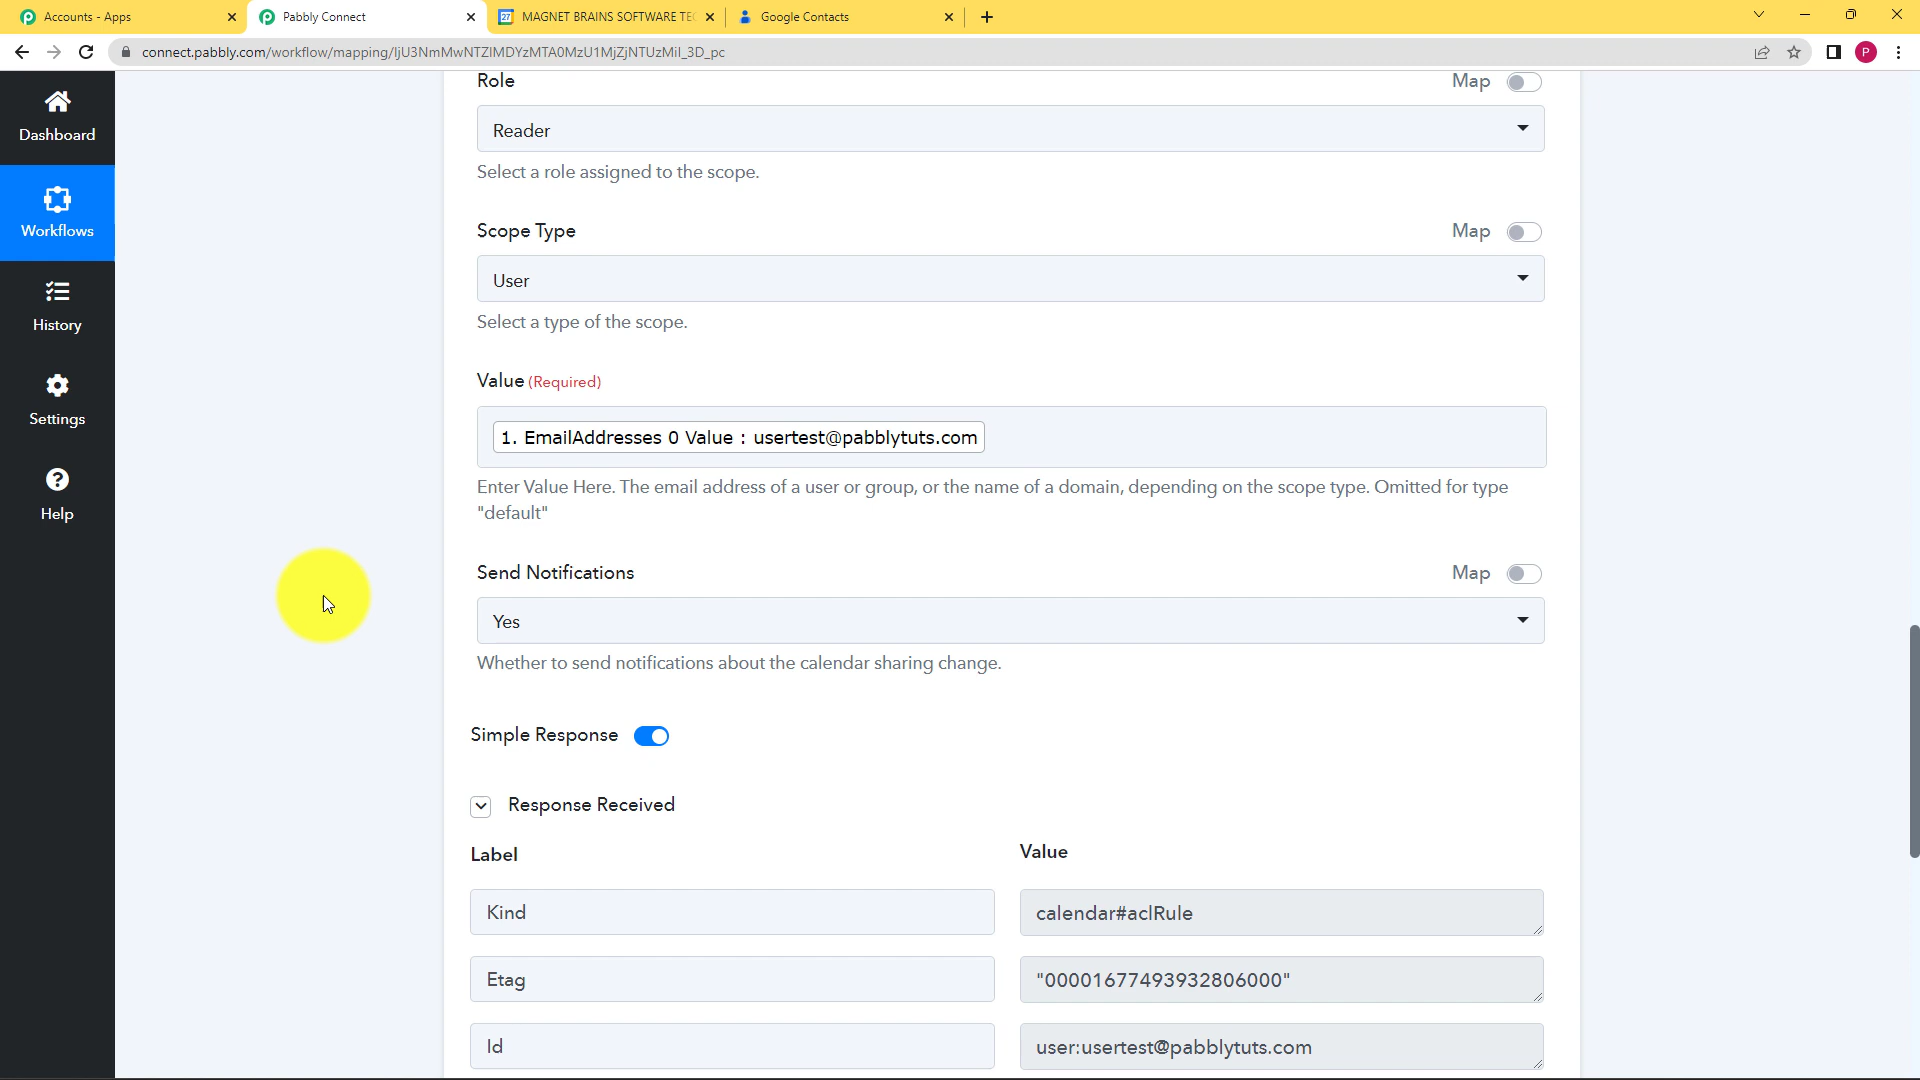 Accounts - Apps
Pabbly Connect
27
MAGNET BRAINS SOFTWARE TEC
Google Contacts
connect.pabbly.com/workflow/mapping/IjU3NmMwNTZlMDYzMTA0MzU1MjZjNTUzMiI_3D_pc
P
Dashboard
Workflows
History
Settings
Help
Role
Map
Reader
Select a role assigned to the scope.
Scope Type
Map
User
Select a type of the scope.
Value (Required)
1. EmailAddresses 0 Value : usertest@pabblytuts.com
Enter Value Here. The email address of a user or group, or the name of a domain, depending on the scope type. Omitted for type
"default"
Send Notifications
Map
Yes
Whether to send notifications about the calendar sharing change.
Simple Response
Response Received
Label
Value
Kind
calendar#aclRule
Etag
"00001677493932806000"
Id
user:usertest@pabblytuts.com